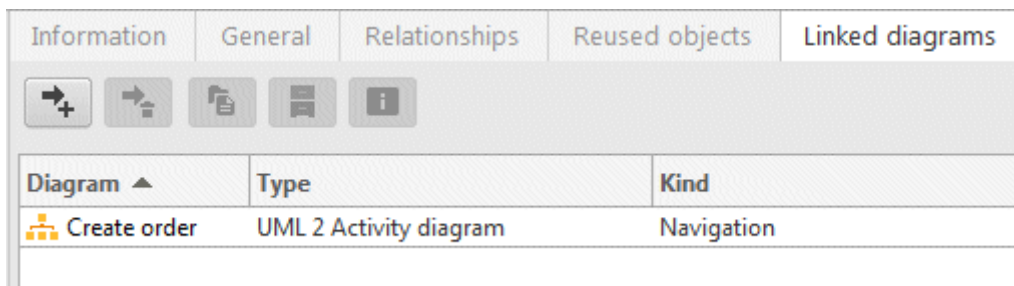 Information General Relationships Reused objects Linked diagrams
Diagram Type Kind
Create order UML 2 Activity diagram Navigation